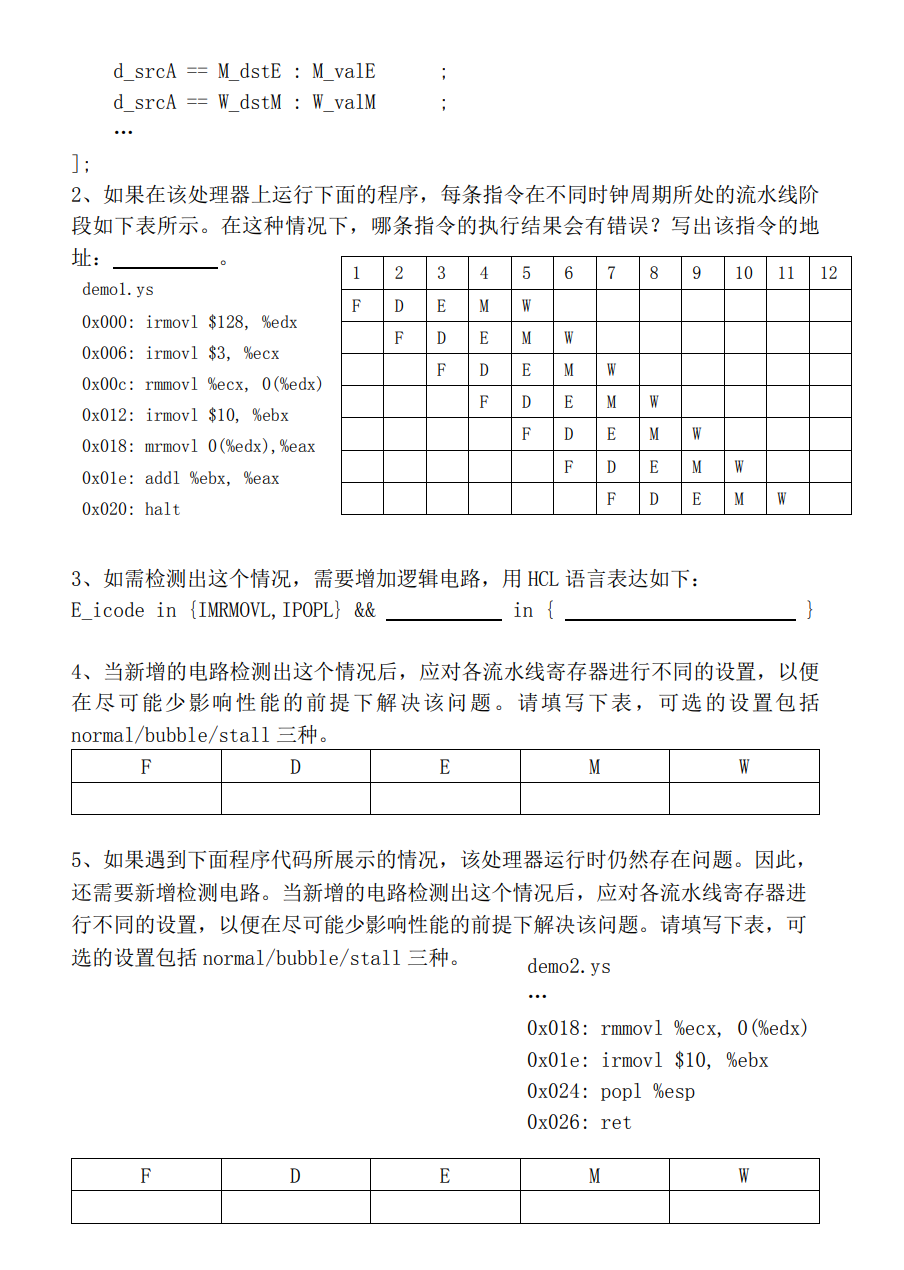 d_srcA == M_dstE : M_valE ;
d_srcA == W_dstM : W_valM ;
…
];
2、如果在该处理器上运行下面的程序，每条指令在不同时钟周期所处的流水线阶
段如下表所示。在这种情况下，哪条指令的执行结果会有错误？写出该指令的地
址：__________。
demo1.ys
0x000: irmovl $128, %edx
0x006: irmovl $3, %ecx
0x00c: rmmovl %ecx, 0(%edx)
0x012: irmovl $10, %ebx
0x018: mrmovl 0(%edx),%eax
0x01e: addl %ebx, %eax
0x020: halt
1 2 3 4 5 6 7 8 9 10 11 12
F D E M W
F D E M W
F D E M W
F D E M W
F D E M W
F D E M W
F D E M W
3、如需检测出这个情况，需要增加逻辑电路，用 HCL 语言表达如下：
E_icode in {IMRMOVL,IPOPL} && ___________ in { ______________________ }
4、当新增的电路检测出这个情况后，应对各流水线寄存器进行不同的设置，以便
在尽可能少影响性能的前提下解决该问题。请填写下表，可选的设置包括
normal/bubble/stall 三种。
F D E M W
5、如果遇到下面程序代码所展示的情况，该处理器运行时仍然存在问题。因此，
还需要新增检测电路。当新增的电路检测出这个情况后，应对各流水线寄存器进
行不同的设置，以便在尽可能少影响性能的前提下解决该问题。请填写下表，可
选的设置包括 normal/bubble/stall 三种。
demo2.ys
…
0x018: rmmovl %ecx, 0(%edx)
0x01e: irmovl $10, %ebx
0x024: popl %esp
0x026: ret
F D E M W